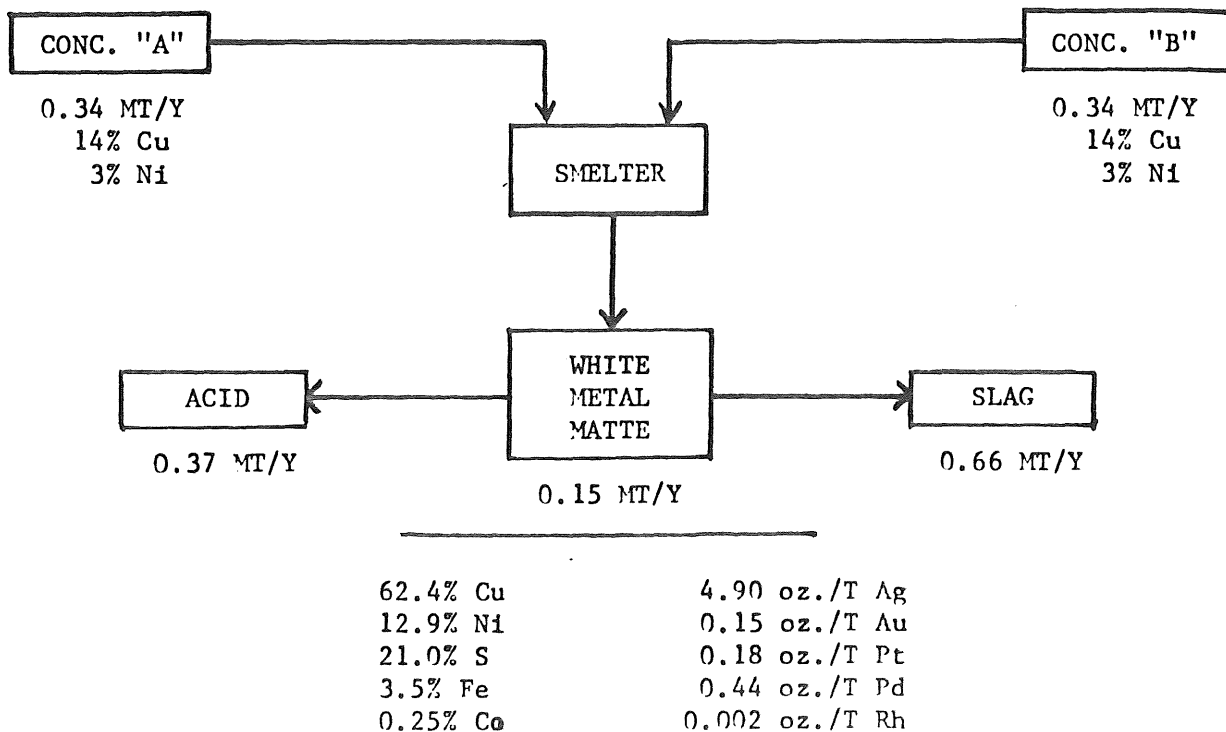 CONC. "A"
CONC. "B"
0.34 MT/Y
14% Cu
3% Ni
0.34 MT/Y
14% Cu
3% Ni
SMELTER
WHITE
METAL
MATTE
ACID
SLAG
0.37 MT/Y
0.66 MT/Y
0.15 MT/Y
62.4% Cu
12.9% Ni
21.0% S
3.5% Fe
0.25% Co
4.90 oz./T Ag
0.15 oz./T Au
0.18 oz./T Pt
0.44 oz./T Pd
0.002 oz./T Rh